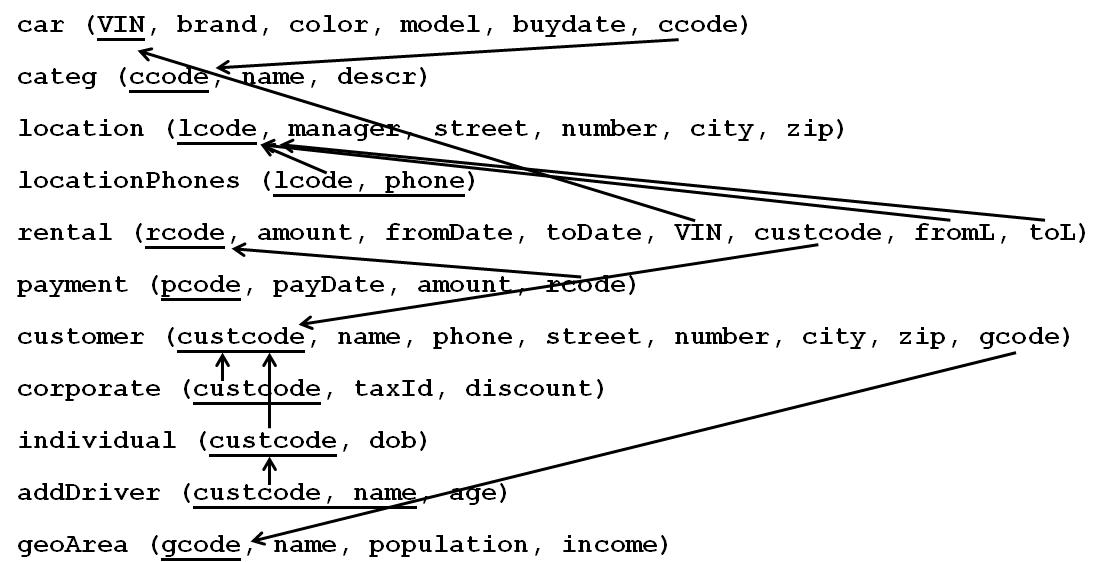 car (VIN, brand, color, model, buydate, ccode)
categ (ccode, name, descr)
location (lcode, manager, street, number, city, zip)
locationPhones (lcode, phone)
rental (rcode, amount, fromDate, toDate, VIN, custcode, fromL, toL)
payment (pcode, payDate, amount, rcode)
customer (custcode, name, phone, street, number, city, zip, gcode)
corporate (custcode, taxId, discount)
individual (custcode, dob)
addDriver (custcode, name, age)
geoArea (gcode, name, population, income)